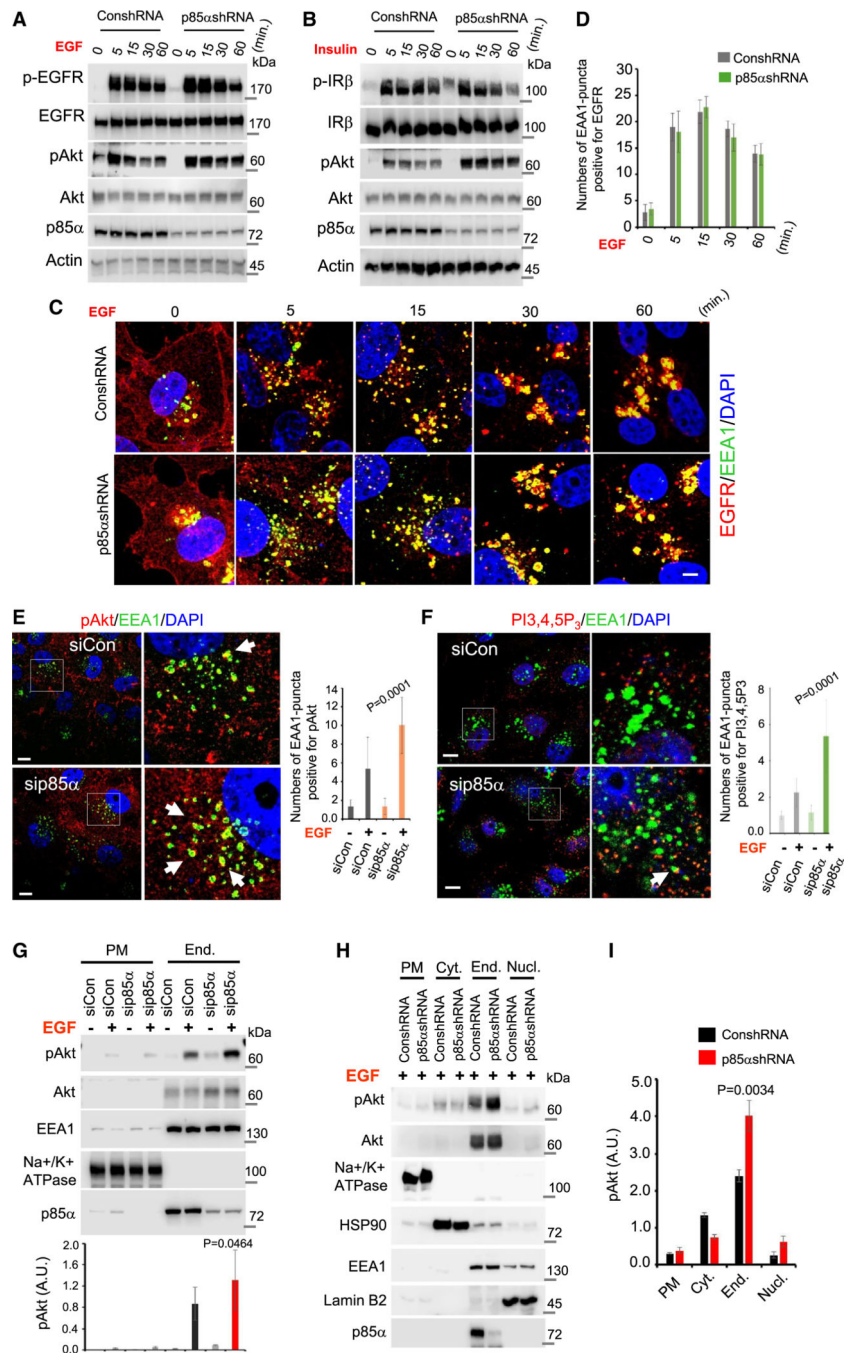 A
ConshRNA p85αshRNA
EGF 0 5 15 30 60 0 5 15 30 60 (min.)
kDa
p-EGFR 170
EGFR 170
pAkt 60
Akt 60
p85α 72
Actin 45
B
ConshRNA p85αshRNA
Insulin 0 5 15 30 60 0 5 15 30 60 (min.)
kDa
p-IRβ 100
IRβ 100
pAkt 60
Akt 60
p85α 72
Actin 45
D
ConshRNA
p85αshRNA
Numbers of EAA1-puncta
positive for EGFR
30
25
20
15
10
5
0
EGF 0 5 15 30 60 (min.)
C
EGF 0 5 15 30 60 (min.)
ConshRNA
p85αshRNA
EGFR/EEA1/DAPI
E
pAkt/EEA1/DAPI
siCon
sip85α
Numbers of EAA1-puncta
positive for pAkt
P=0.0001
14.0
12.0
10.0
8.0
6.0
4.0
2.0
0.0
EGF - + - +
siCon siCon sip85α sip85α
F
PI3,4,5P3/EEA1/DAPI
siCon
sip85α
Numbers of EAA1-puncta
positive for PI3,4,5P3
P=0.0001
8
6
4
2
0
EGF - + - +
siCon siCon sip85α sip85α
G
PM End.
siCon siCon sip85α sip85α siCon siCon sip85α sip85α
EGF - + - + - + - + kDa
pAkt 60
Akt 60
EEA1 130
Na+/K+
ATPase 100
p85α 72
P=0.0464
pAkt (A.U.)
2.0
1.6
1.2
0.8
0.4
0.0
H
PM Cyt. End. Nucl.
ConshRNA p85αshRNA ConshRNA p85αshRNA ConshRNA p85αshRNA ConshRNA p85αshRNA
EGF + + + + + + + + kDa
pAkt 60
Akt 60
Na+/K+
ATPase 100
HSP90 72
EEA1 130
Lamin B2 45
p85α 72
I
ConshRNA
p85αshRNA
P=0.0034
pAkt (A.U.)
5.0
4.0
3.0
2.0
1.0
0.0
PM Cyt. End. Nucl.